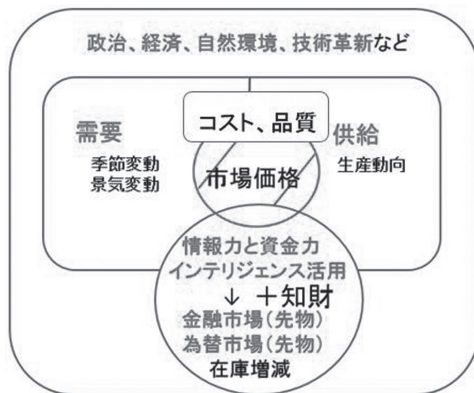 政治、経済、自然環境、技術革新など
コスト、品質
需要
季節変動
景気変動
市場価格
供給
生産動向
情報力と資金力
インテリジェンス活用
↓ ＋知財
金融市場(先物)
為替市場(先物)
在庫増減